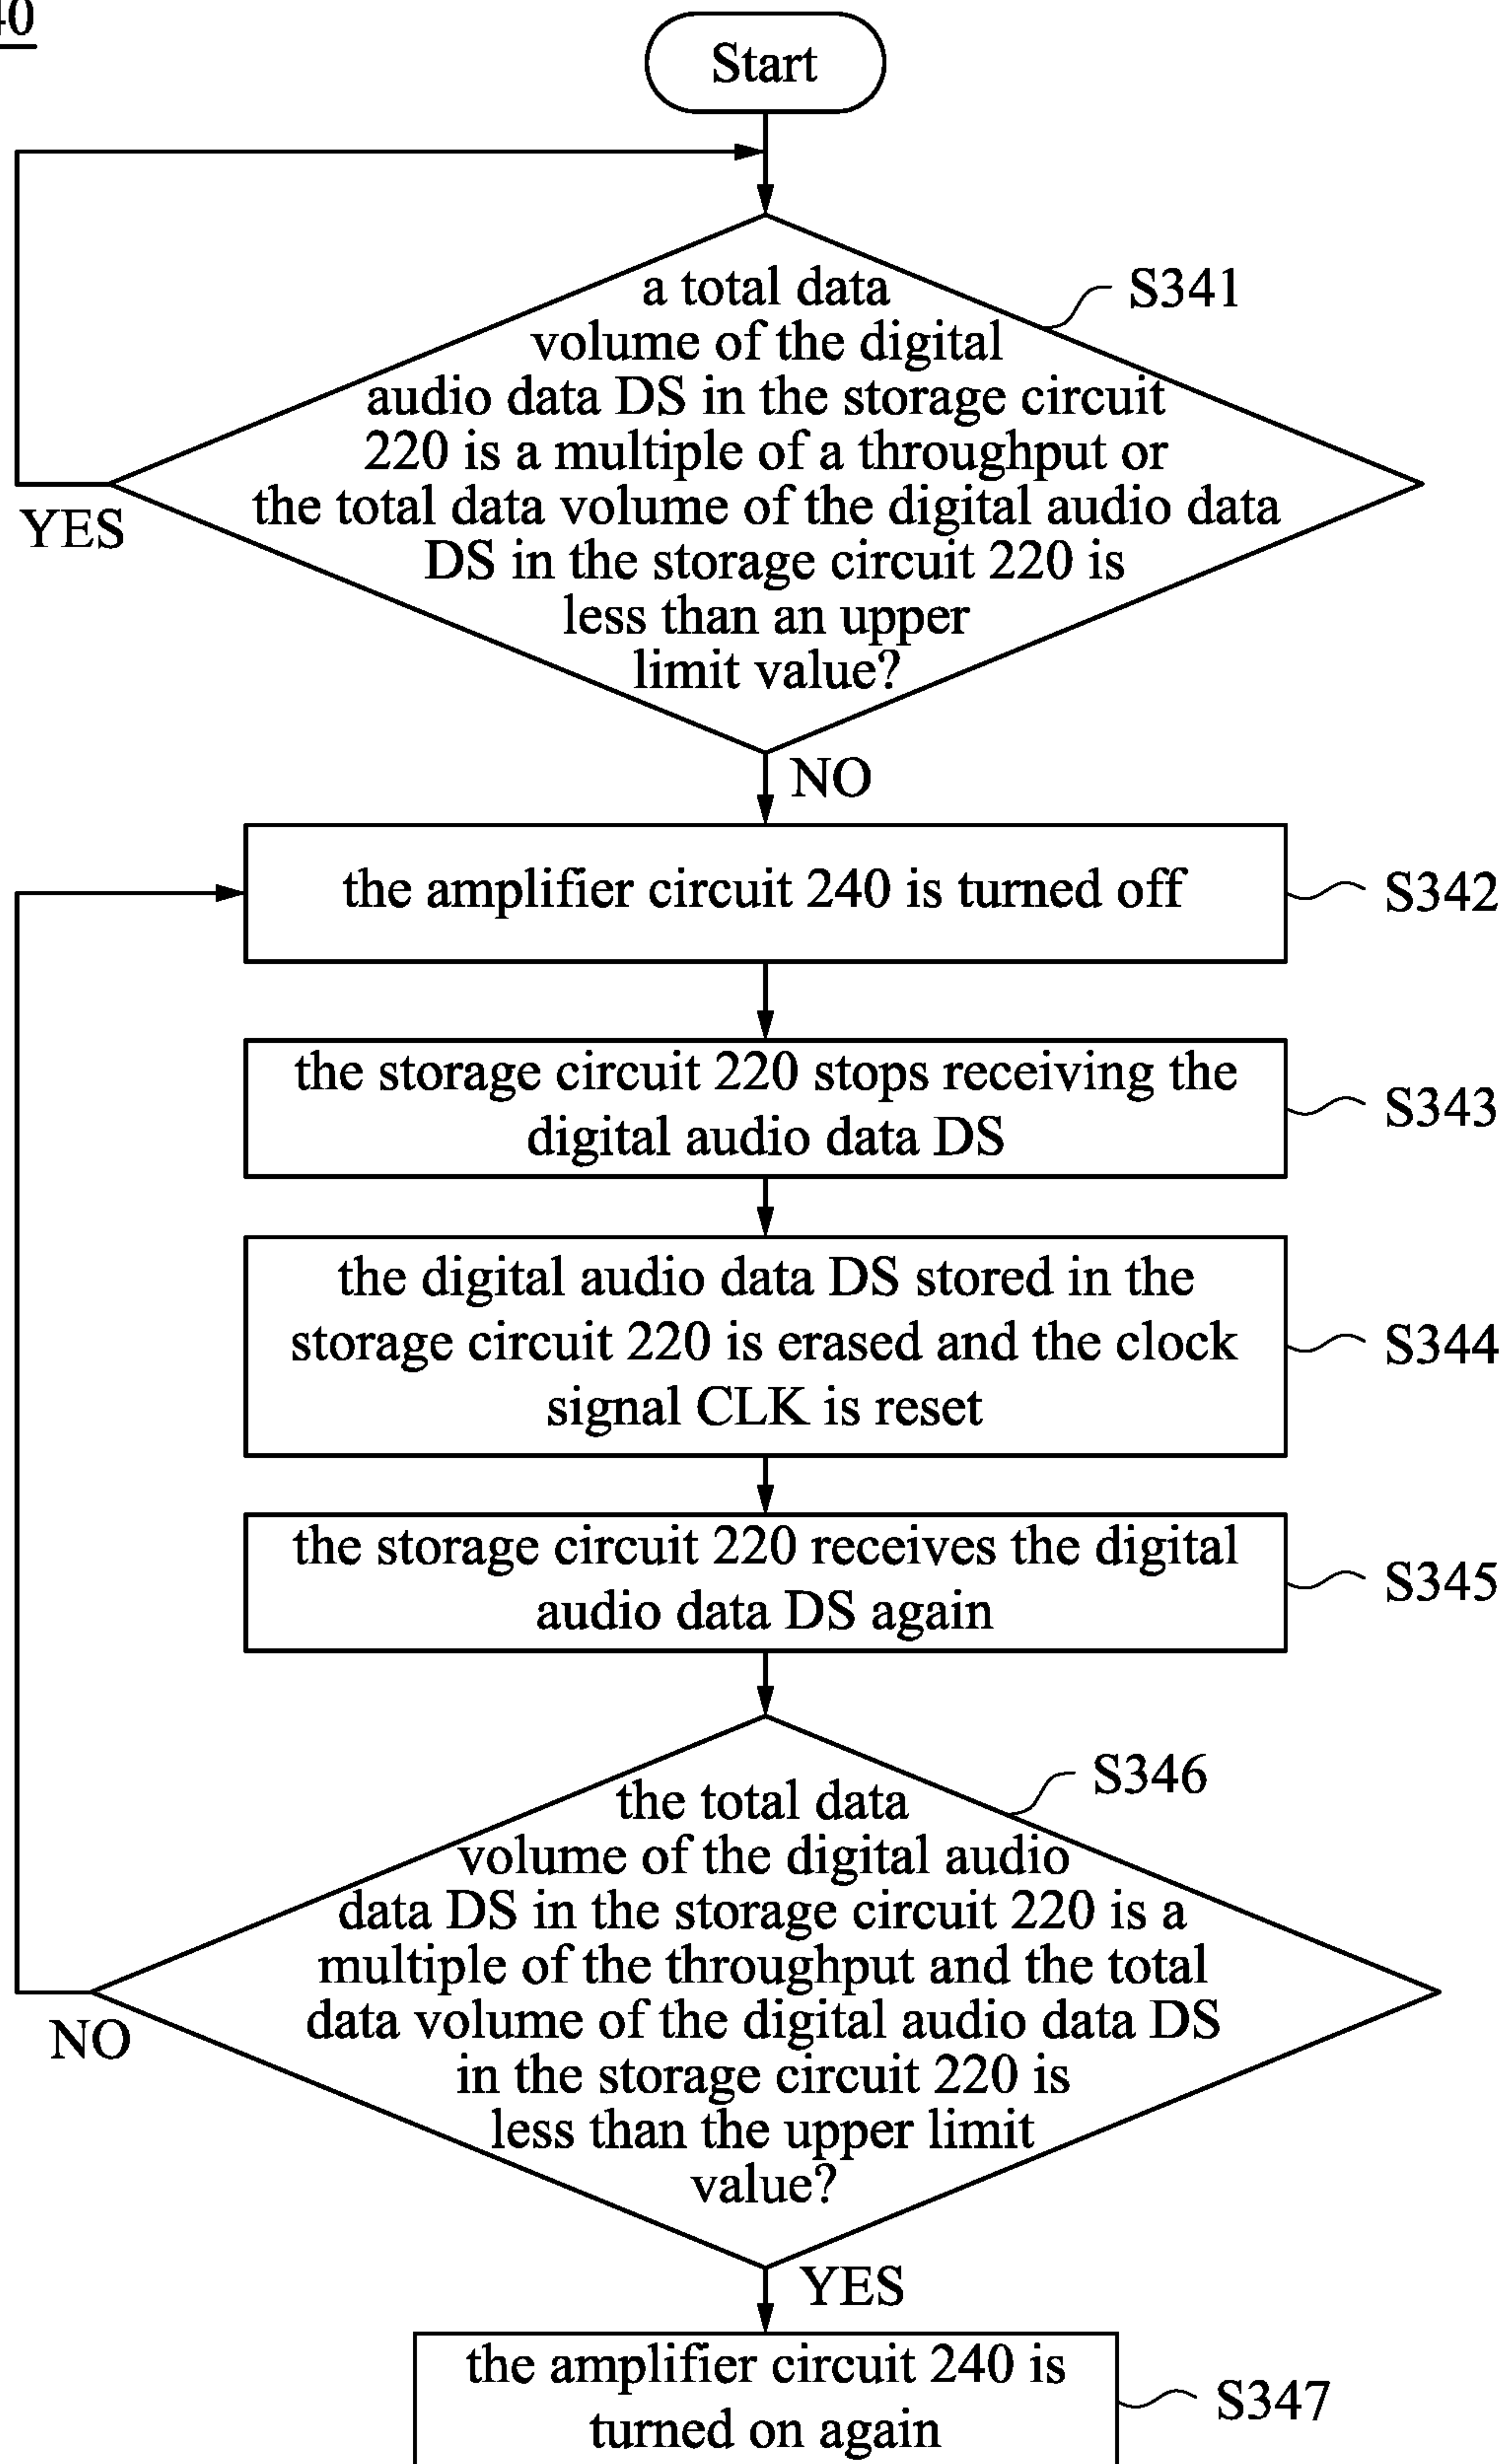 40
Start
a total data
volume of the digital
audio data DS in the storage circuit
220 is a multiple of a throughput or
the total data volume of the digital audio data
DS in the storage circuit 220 is
less than an upper
limit value?
S341
YES
NO
the amplifier circuit 240 is turned off
S342
the storage circuit 220 stops receiving the
digital audio data DS
S343
the digital audio data DS stored in the
storage circuit 220 is erased and the clock
signal CLK is reset
S344
the storage circuit 220 receives the digital
audio data DS again
S345
the total data
volume of the digital audio
data DS in the storage circuit 220 is a
multiple of the throughput and the total
data volume of the digital audio data DS
in the storage circuit 220 is
less than the upper limit
value?
S346
NO
YES
the amplifier circuit 240 is
turned on again
S347